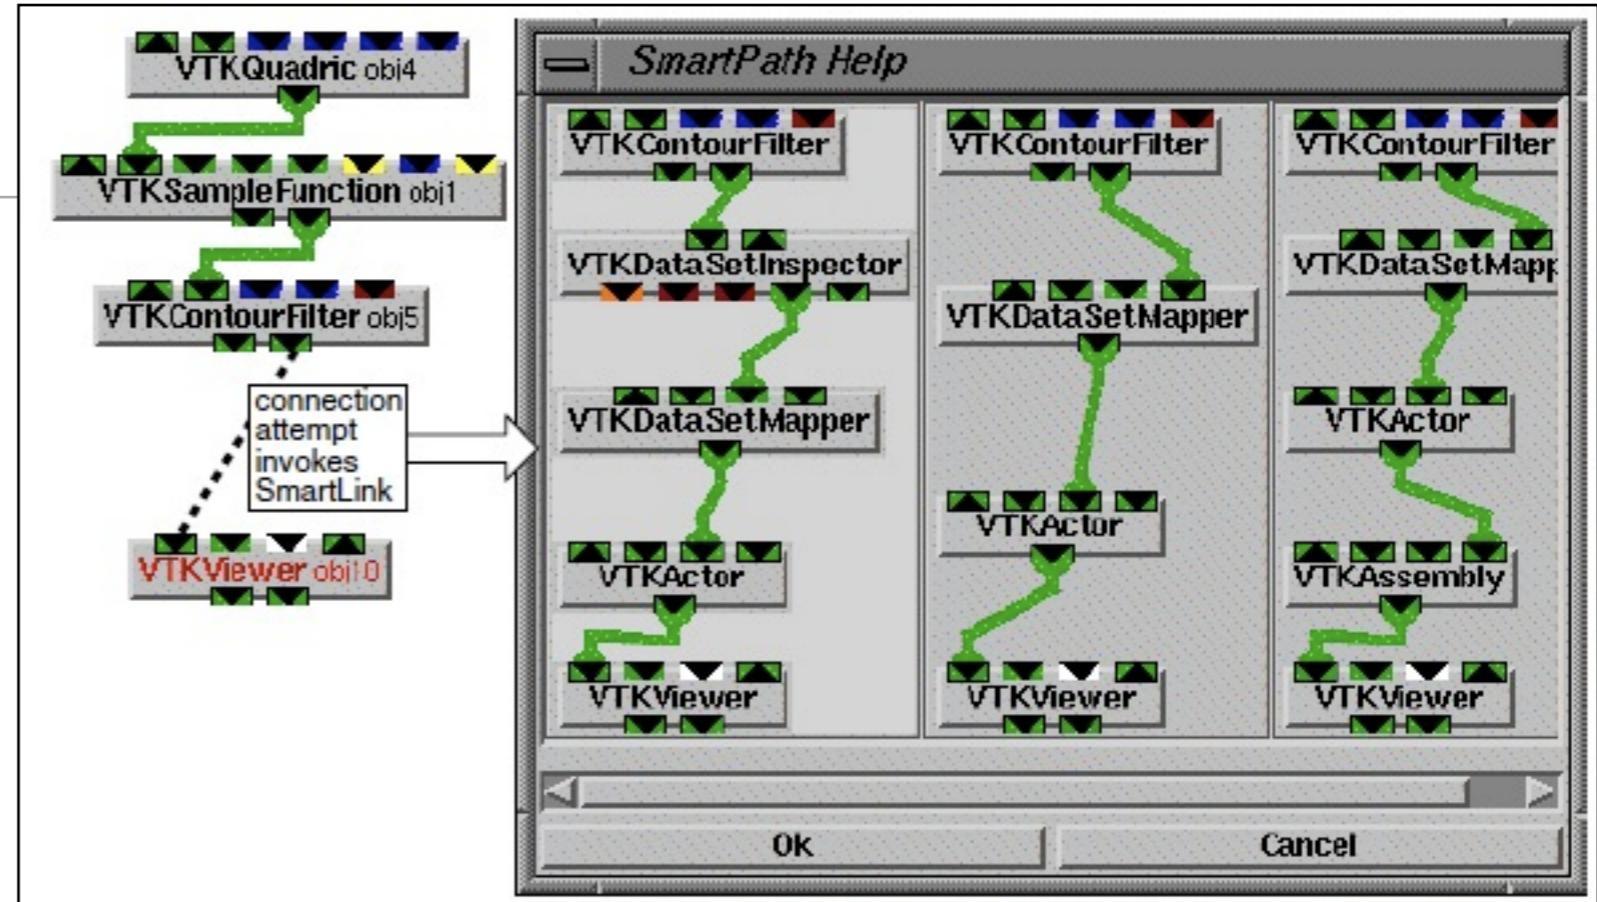 VTKQuadric obj4
VTKSampleFunction obj1
VTKContourFilter obj5
connection
attempt
invokes
SmartLink
VTKViewer obj10
SmartPath Help
VTKContourFilter
VTKDataSetInspector
VTKDataSetMapper
VTKActor
VTKViewer
VTKContourFilter
VTKDataSetMapper
VTKActor
VTKViewer
VTKContourFilter
VTKDataSetMapp
VTKActor
VTKAssembly
VTKViewer
Ok
Cancel